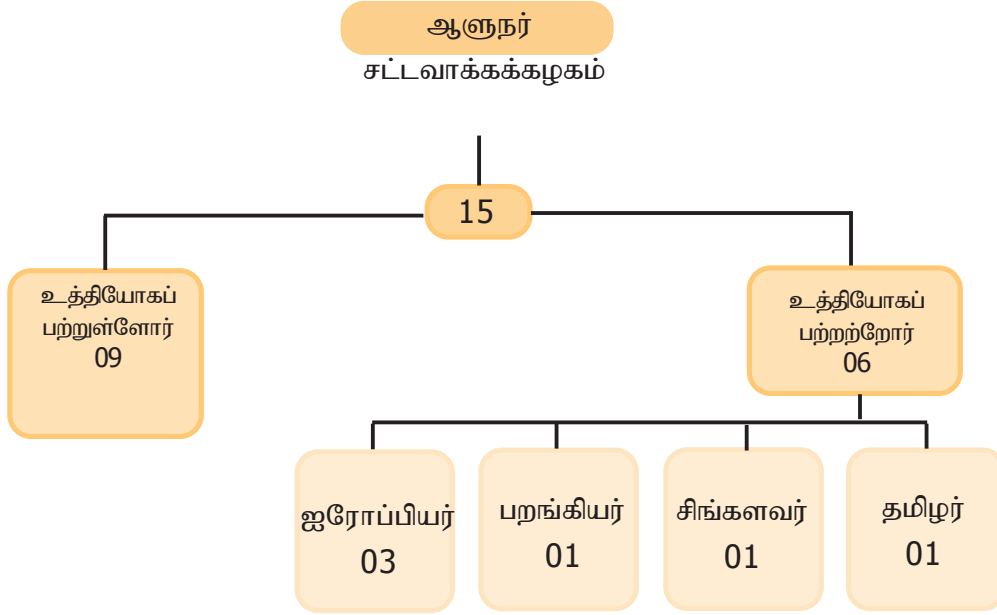 ஆளுநர்
சட்டவாக்கக்கழகம்
15
உத்தியோகப்
பற்றுள்ளோர்
09
உத்தியோகப்
பற்றற்றோர்
06
ஐரோப்பியர்
03
பறங்கியர்
01
சிங்களவர்
01
தமிழர்
01